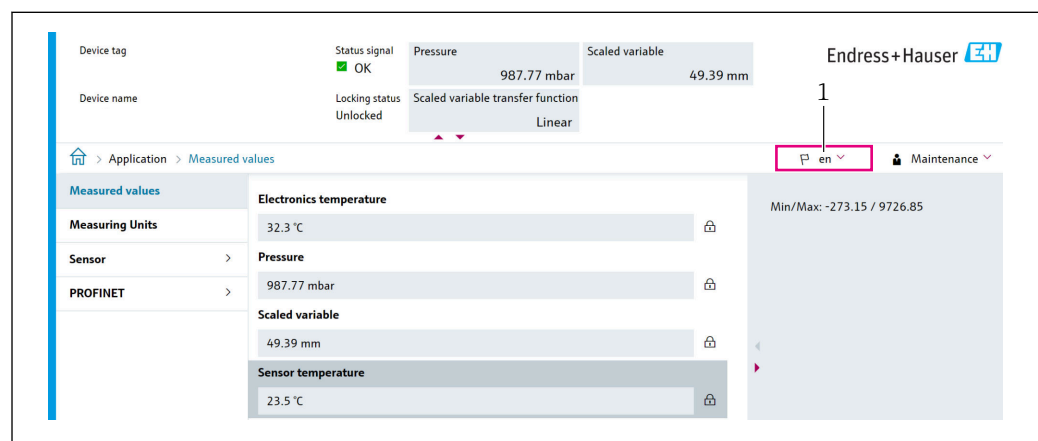 Device tag
Status signal
OK
Pressure
987.77 mbar
Scaled variable
49.39 mm
Endress+Hauser EH
Device name
Locking status
Unlocked
Scaled variable transfer function
Linear
1
> Application > Measured values
en
Maintenance
Measured values
Measuring Units
Sensor >
PROFINET >
Electronics temperature
32.3 °C
Pressure
987.77 mbar
Scaled variable
49.39 mm
Sensor temperature
23.5 °C
Min/Max: -273.15 / 9726.85